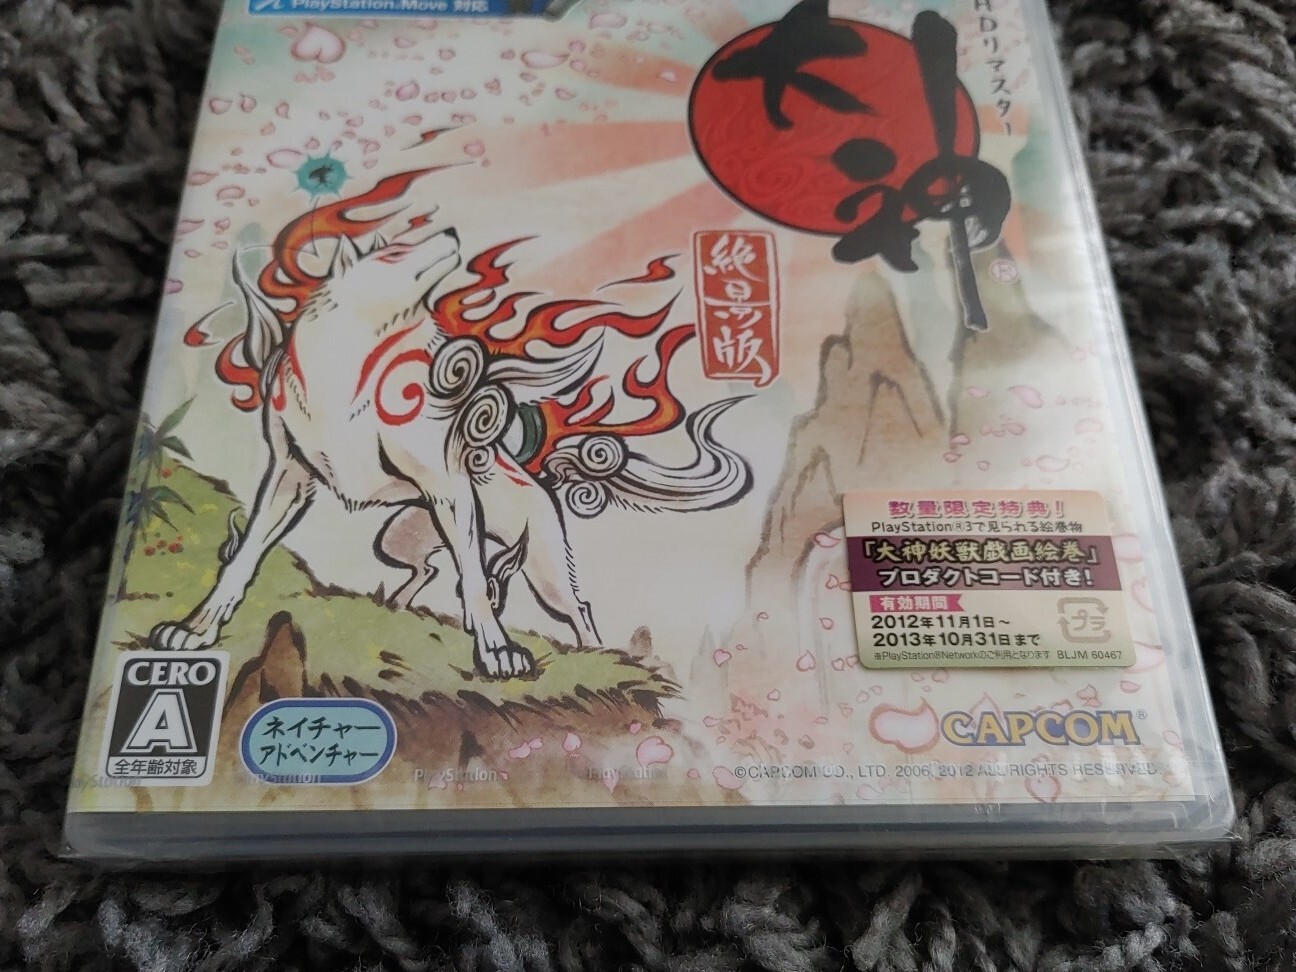 PlayStation®Move 対応
HDリマスター
大神
®
絶景版
数量限定特典!
PlayStation®3で見られる絵巻物
「大神妖獣戯画絵巻」
プロダクトコード付き!
有効期間
2012年11月1日~
2013年10月31日まで
プラ
※PlayStation®Networkのご利用となります BLJM 60467
CERO
A
全年齢対象
ネイチャー
アドベンチャー
CAPCOM®
©CAPCOM CO., LTD. 2006, 2012 ALL RIGHTS RESERVED.
PlayStation PlayStation PlayStation PlayStation